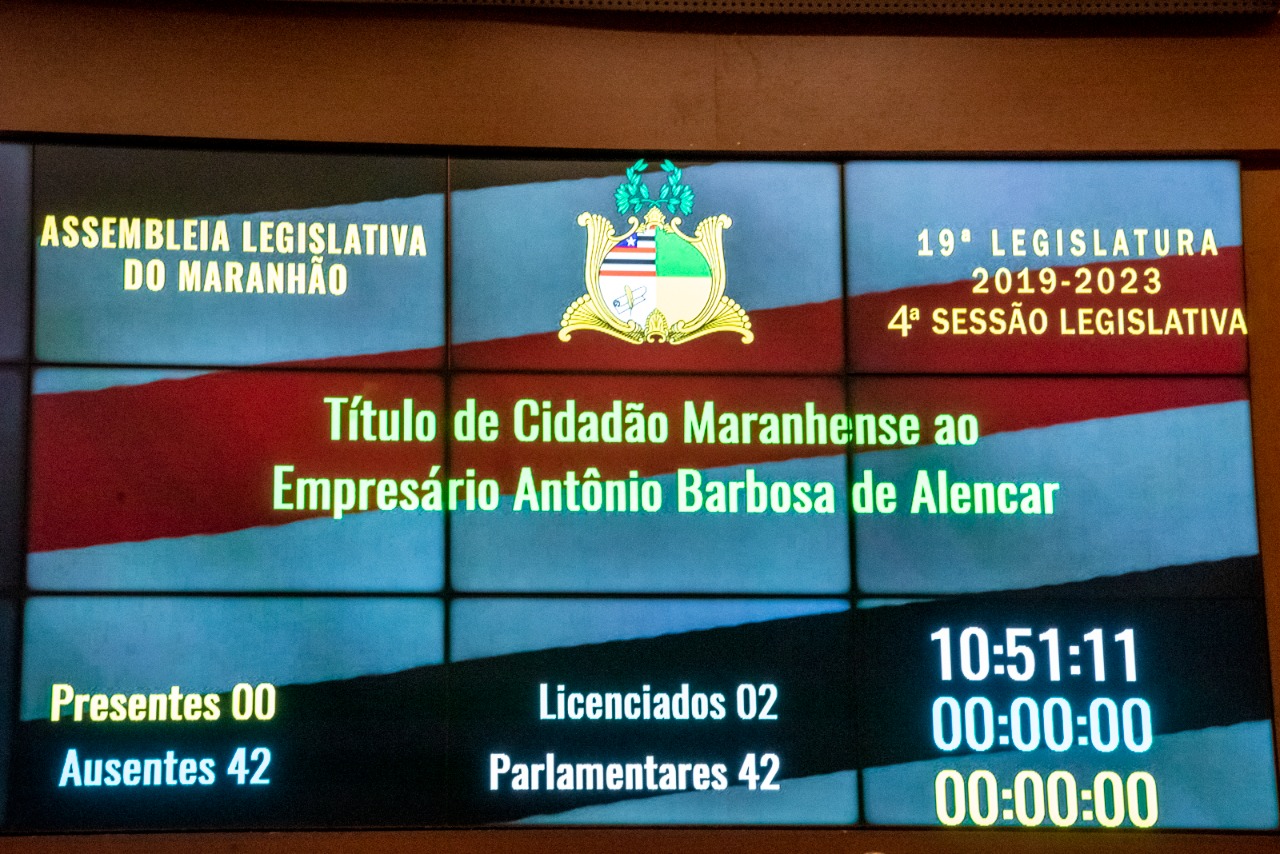 ASSEMBLEIA LEGISLATIVA
DO MARANHÃO
19ª LEGISLATURA
2019-2023
4ª SESSÃO LEGISLATIVA
Título de Cidadão Maranhense ao
Empresário Antônio Barbosa de Alencar
Presentes 00
Ausentes 42
Licenciados 02
Parlamentares 42
10:51:11
00:00:00
00:00:00